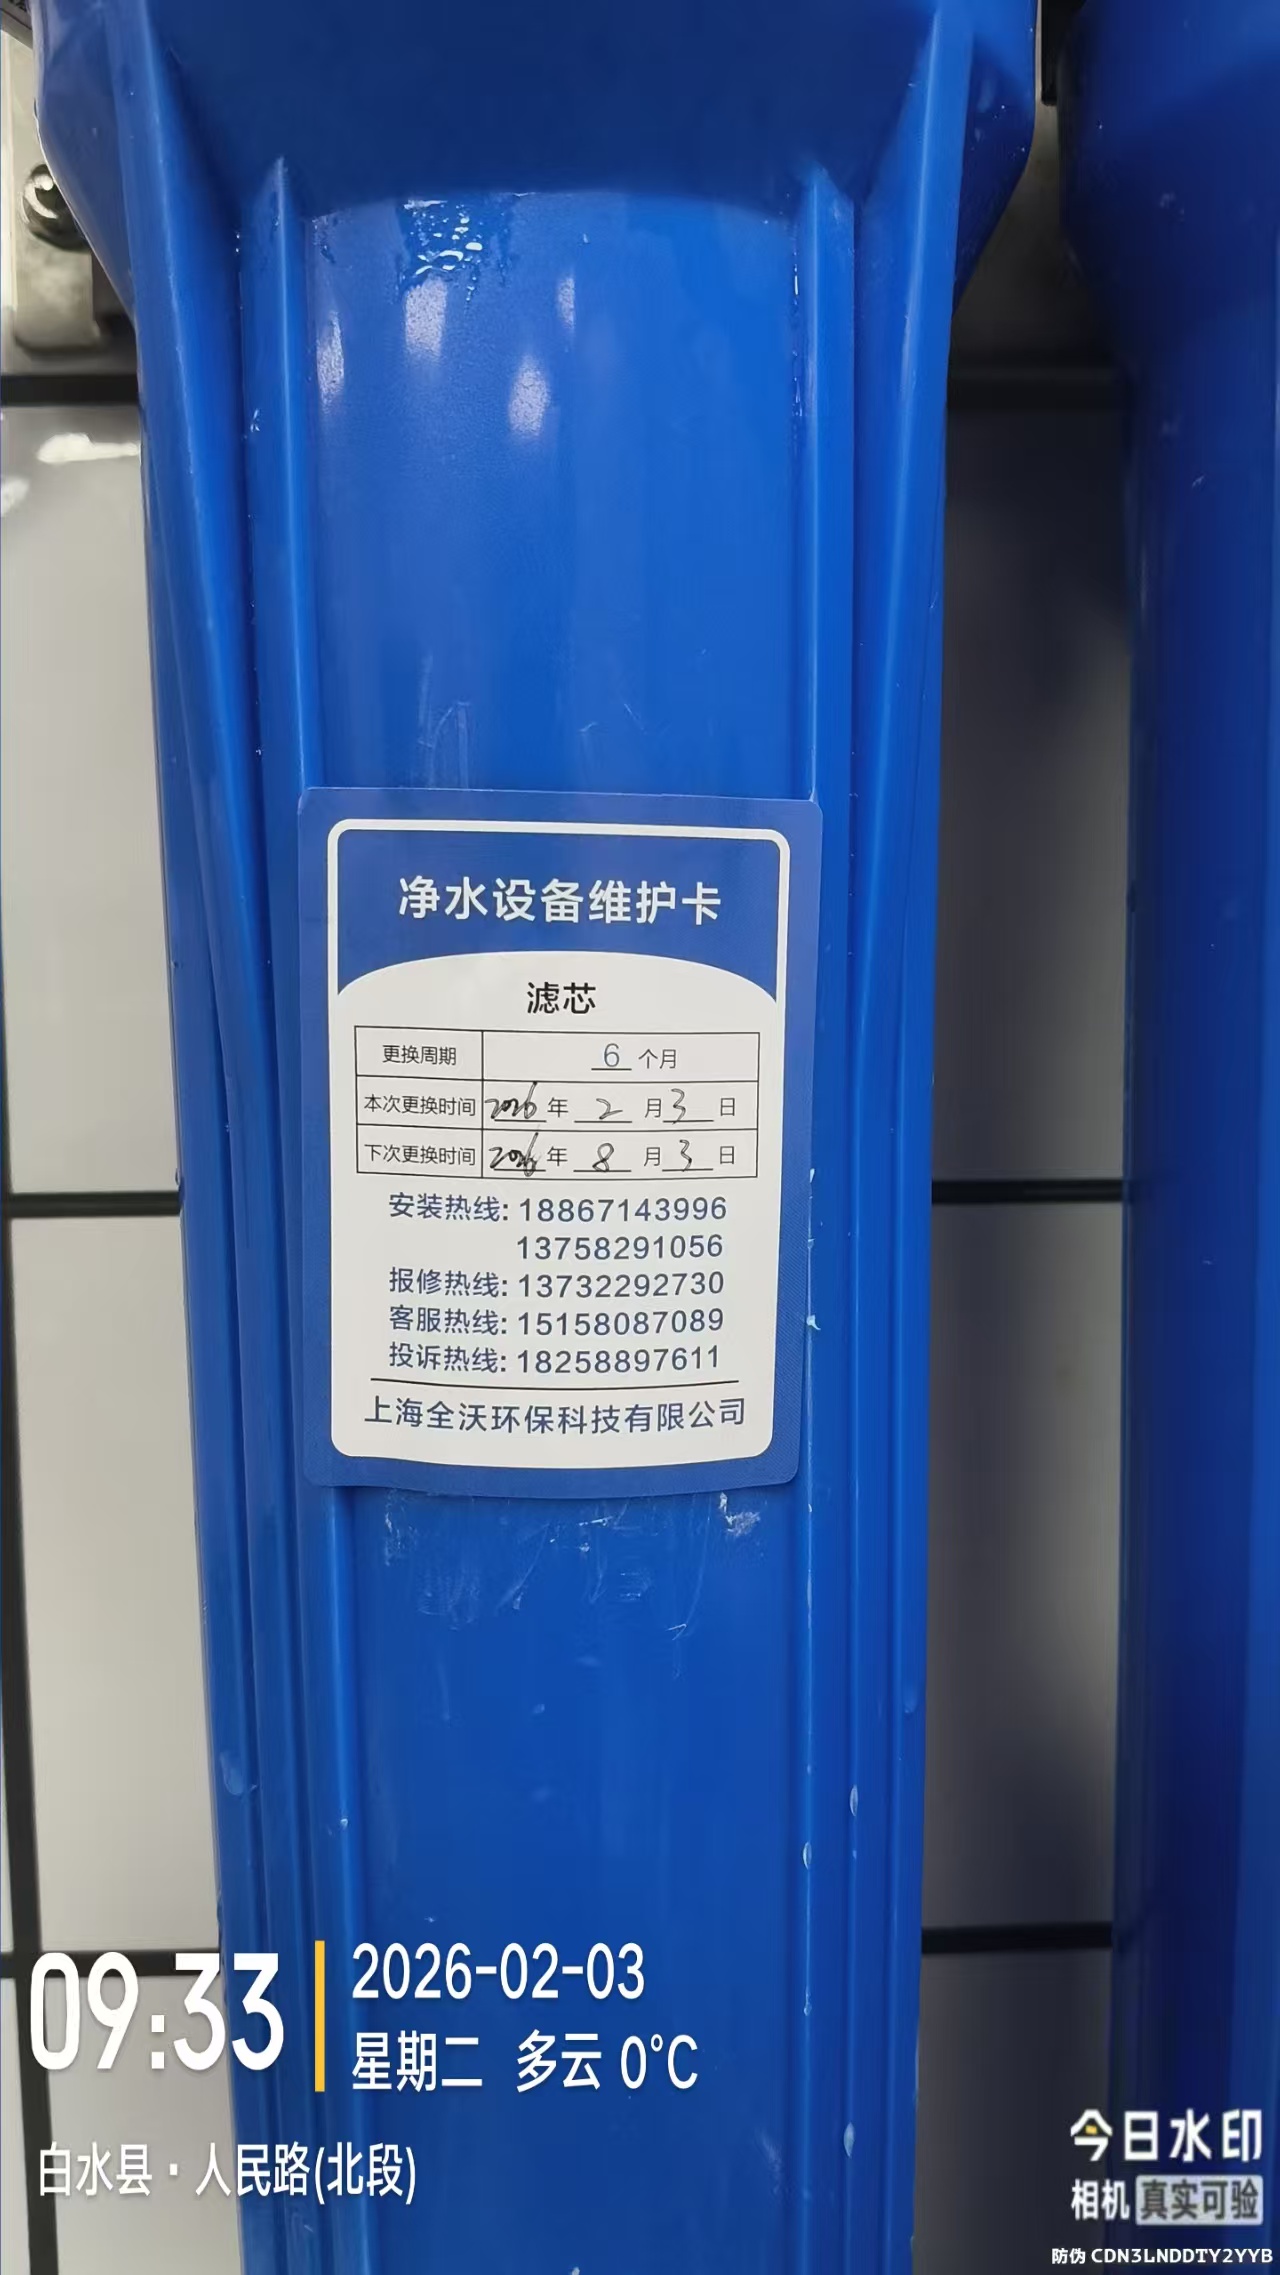 净水设备维护卡
滤芯
更换周期 6 个月
本次更换时间 2026 年 2 月 3 日
下次更换时间 2026 年 8 月 3 日
安装热线: 18867143996
13758291056
报修热线: 13732292730
客服热线: 15158087089
投诉热线: 18258897611
上海全沃环保科技有限公司
09:33
2026-02-03
星期二 多云 0°C
白水县·人民路(北段)
今日水印
相机 真实可验
防伪 CDN3LNDDTY2YYB